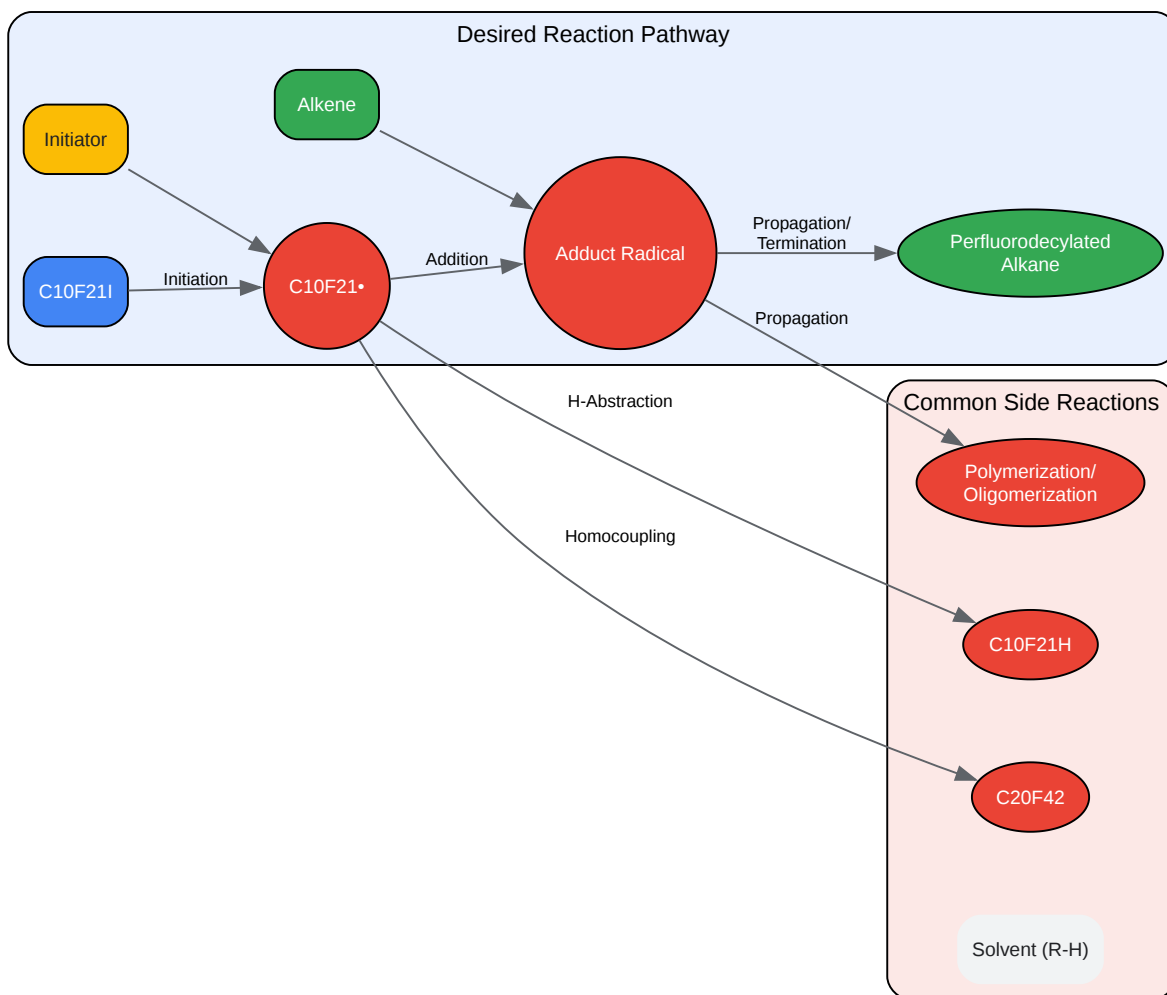 Desired Reaction Pathway
Alkene
Initiator
C10F21I
Initiation
C10F21•
Addition
Adduct Radical
Propagation/
Termination
Perfluorodecylated
Alkane
Propagation
Common Side Reactions
H-Abstraction
Polymerization/
Oligomerization
Homocoupling
C10F21H
C20F42
Solvent (R-H)